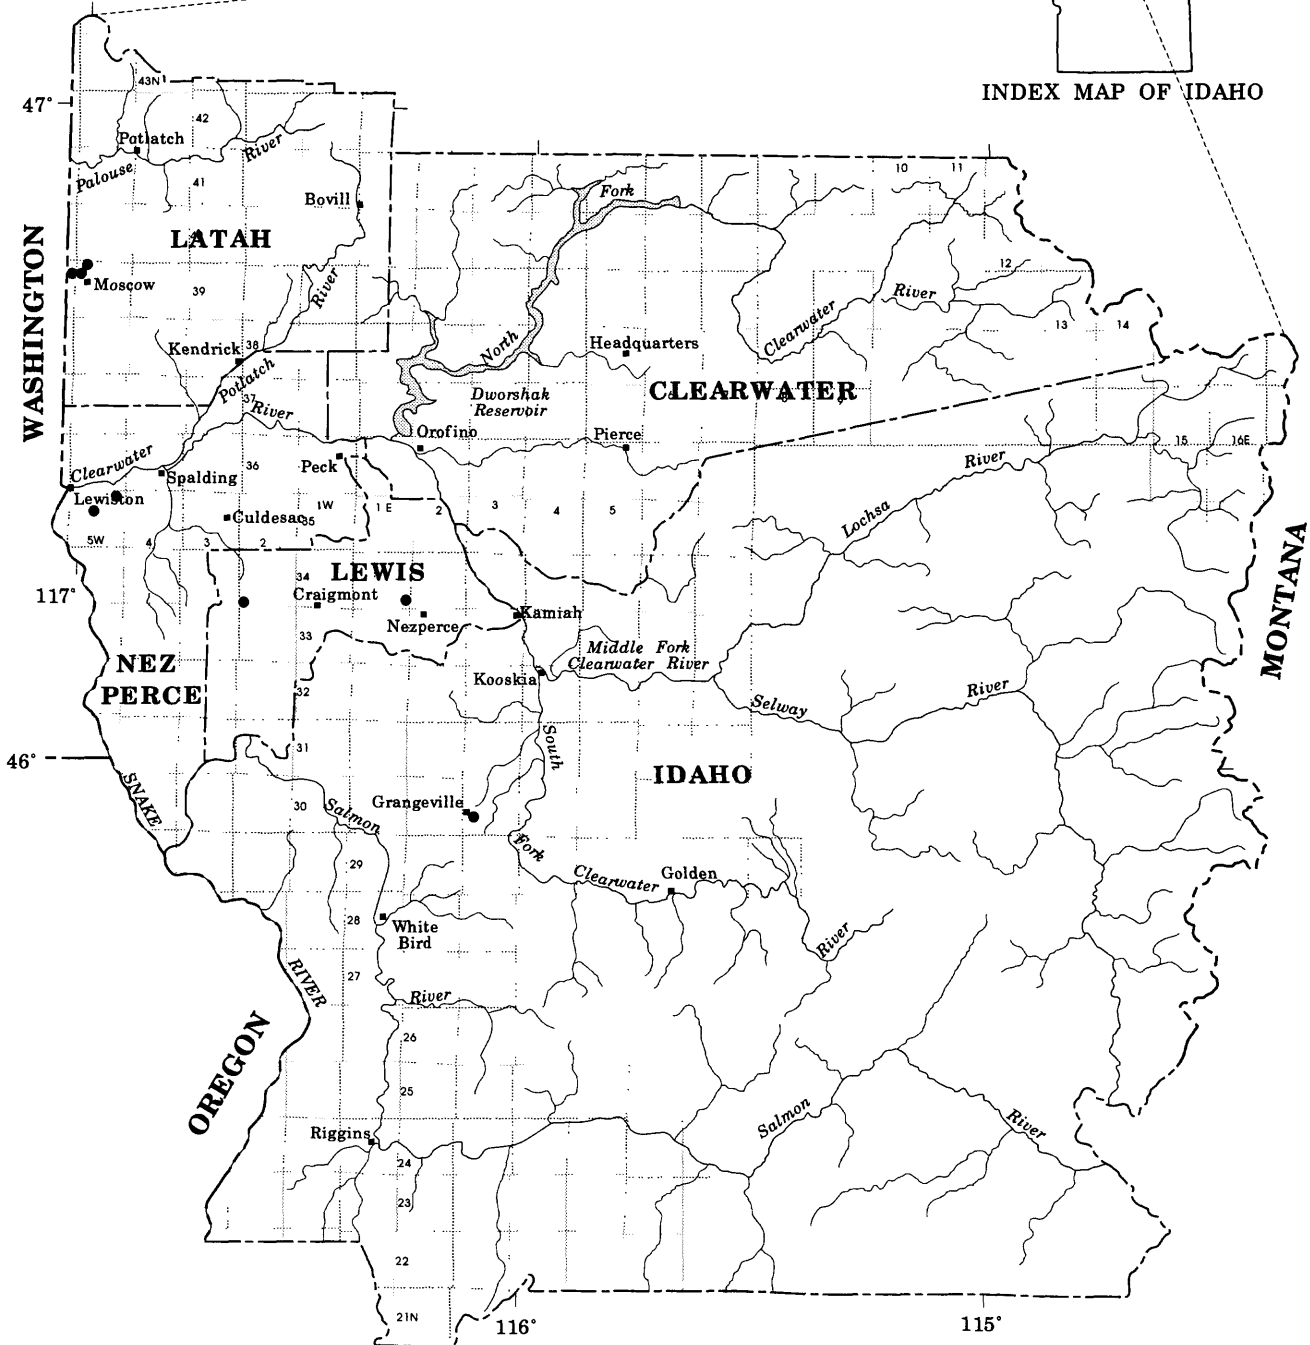 INDEX MAP OF IDAHO
47°
43N
42
Potlatch
River
Palouse
41
10
11
Fork
Bovill
LATAH
WASHINGTON
12
Moscow
39
River
River
Clearwater
13
14
North
Kendrick
38
Headquarters
Potlatch
CLEARWATER
37
River
Dworshak
Reservoir
Orofino
Pierce
15
16E
Clearwater
Spalding
36
Peck
River
Lewiston
1W
1E
2
3
4
5
Lochsa
Culdesac
35
5W
4
3
2
MONTANA
LEWIS
34
Craigmont
117°
Nezperce
Kamiah
33
Middle Fork
Clearwater River
NEZ
PERCE
Kooskia
32
River
Selway
South
31
46°
IDAHO
SNAKE
30
Salmon
Grangeville
Fork
29
Clearwater
Golden
28
White
Bird
River
27
RIVER
River
OREGON
26
25
Salmon
River
Riggins
24
23
22
21N
116°
115°